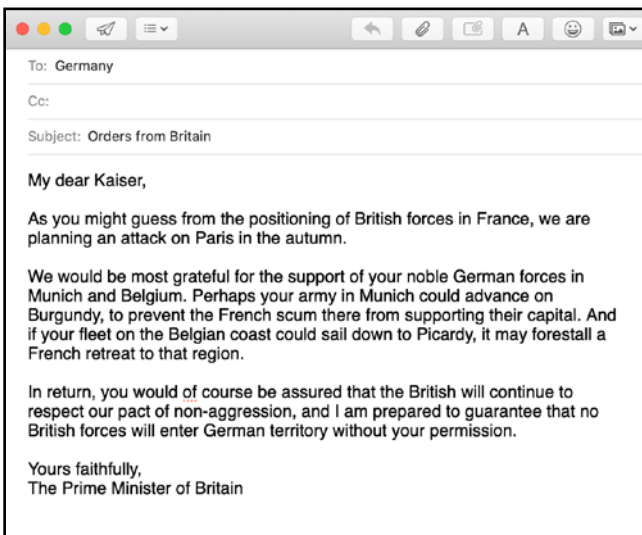 A
To: Germany
Cc:
Subject: Orders from Britain
My dear Kaiser,
As you might guess from the positioning of British forces in France, we are
planning an attack on Paris in the autumn.
We would be most grateful for the support of your noble German forces in
Munich and Belgium. Perhaps your army in Munich could advance on
Burgundy, to prevent the French scum there from supporting their capital. And
if your fleet on the Belgian coast could sail down to Picardy, it may forestall a
French retreat to that region.
In return, you would of course be assured that the British will continue to
respect our pact of non-aggression, and I am prepared to guarantee that no
British forces will enter German territory without your permission.
Yours faithfully,
The Prime Minister of Britain